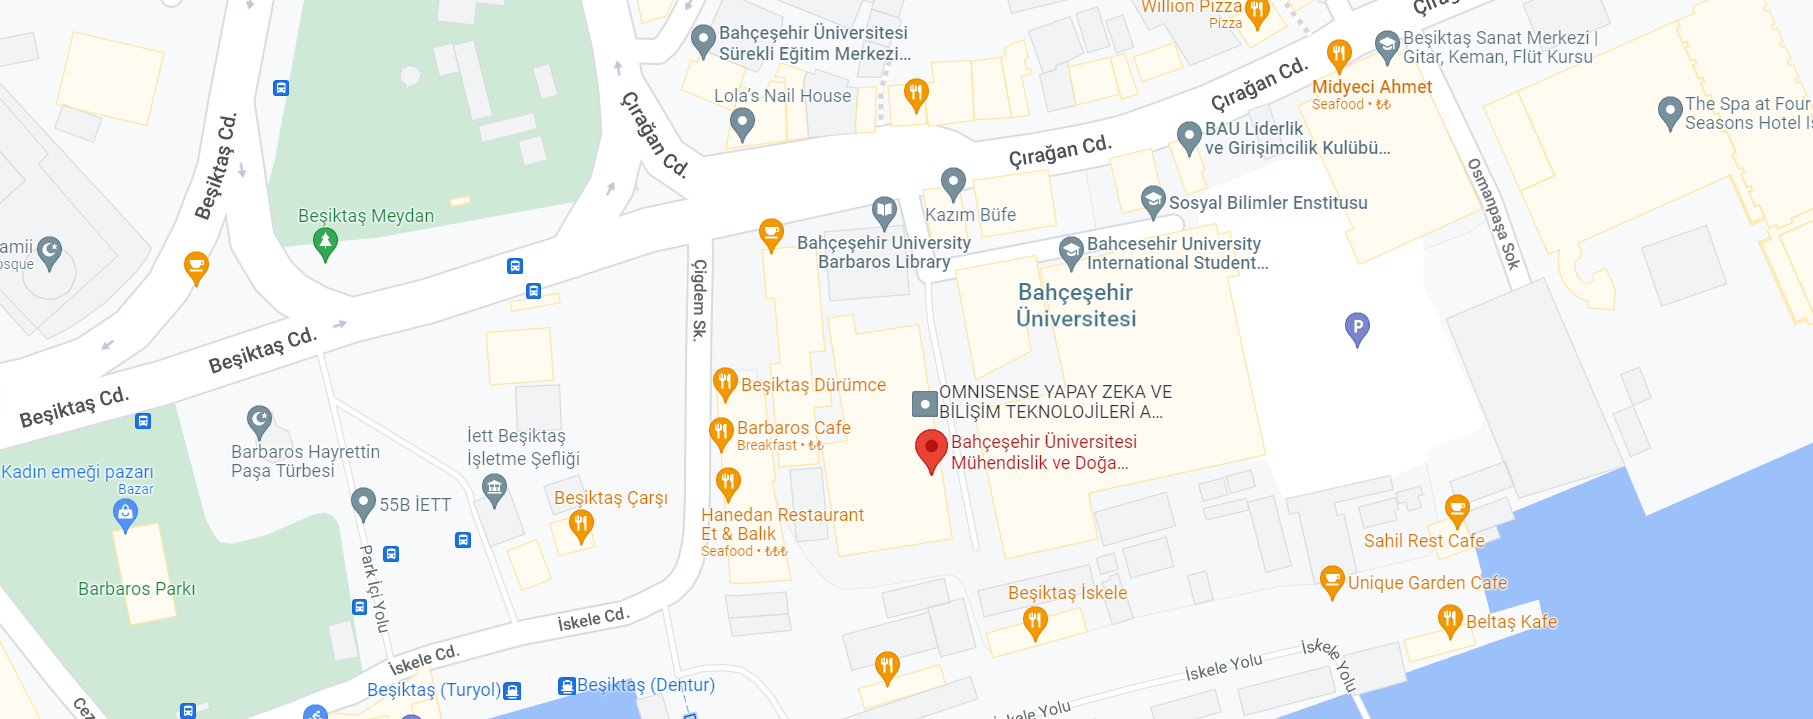 Willion Pizza
Pizza
Çırağ
Bahçeşehir Üniversitesi
Sürekli Eğitim Merkezi...
Beşiktaş Sanat Merkezi |
Gitar, Keman, Flüt Kursu
Çırağan Cd.
Midyeci Ahmet
Seafood • ₺₺
Lola's Nail House
Çırağan Cd.
The Spa at Four
Seasons Hotel Is
BAU Liderlik
ve Girişimcilik Kulübü...
Çırağan Cd.
Beşiktaş Cd.
Osmanpaşa Sok
Sosyal Bilimler Enstitusu
Beşiktaş Meydan
Kazım Büfe
amii
osque
Bahçeşehir University
Barbaros Library
Bahcesehir University
International Student...
Çigdem Sk.
Bahçeşehir
Üniversitesi
P
Beşiktaş Cd.
Beşiktaş Cd.
Beşiktaş Dürümce
OMNISENSE YAPAY ZEKA VE
BİLİŞİM TEKNOLOJİLERİ A...
Barbaros Cafe
Breakfast • ₺₺
Bahçeşehir Üniversitesi
Mühendislik ve Doğa...
İett Beşiktaş
İşletme Şefliği
Barbaros Hayrettin
Paşa Türbesi
Kadın emeği pazarı
Bazar
55B İETT
Beşiktaş Çarşı
Hanedan Restaurant
Et & Balık
Seafood • ₺₺₺
Sahil Rest Cafe
Park İçi Yolu
Barbaros Parkı
Unique Garden Cafe
Beşiktaş İskele
Beltaş Kafe
İskele Cd.
İskele Cd.
İskele Yolu
İskele Yolu
Beşiktaş (Turyol)
Beşiktaş (Dentur)
İskele Yolu
Cez